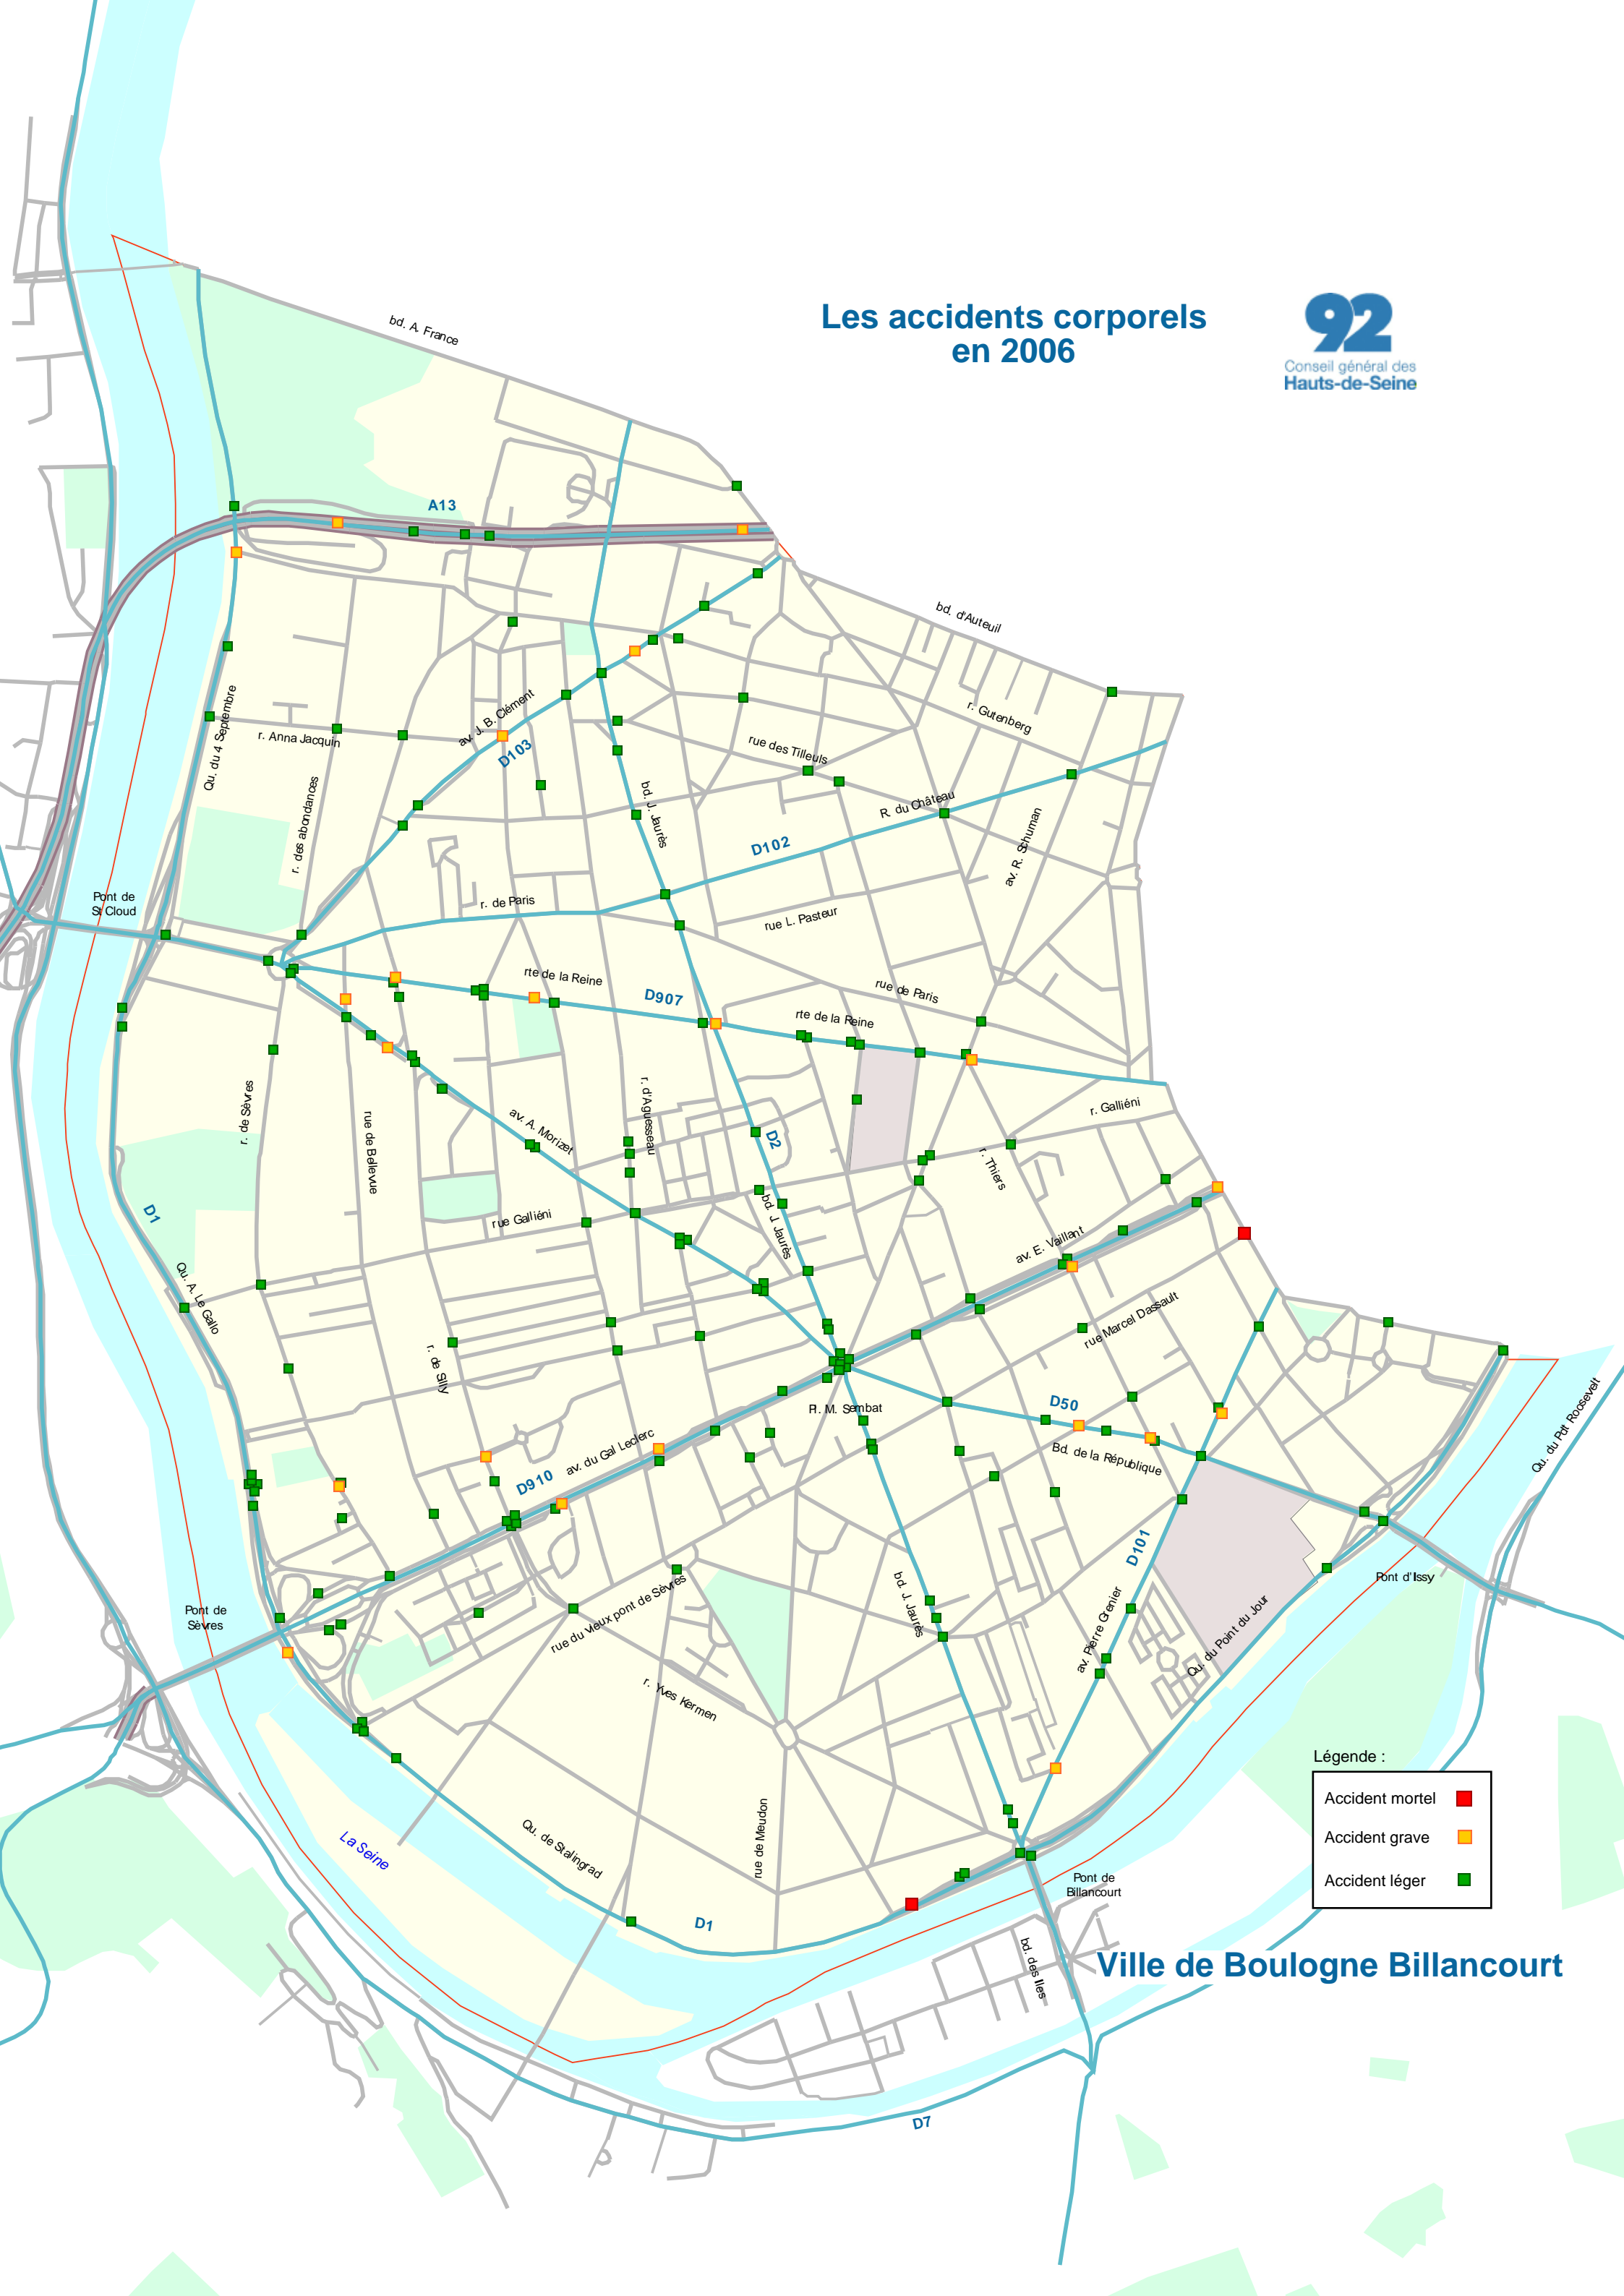 Les accidents corporels
en 2006
92
Conseil général des
Hauts-de-Seine
bd. A. France
A13
bd. d'Auteuil
av. J. B. Clément
D103
r. Gutenberg
Qu. du 4 Septembre
r. Anna Jacquin
rue des Tilleuls
r. des abondances
bd. J. Jaurès
R. du Château
D102
av. R. Schuman
Pont de
St Cloud
r. de Paris
rue L. Pasteur
rte de la Reine
D907
rue de Paris
rte de la Reine
r. de Sèvres
rue de Bellevue
av. A. Morizet
r. d'Aguesseau
D2
r. Galliéni
r. Thiers
D1
rue Galliéni
bd. J. Jaurès
av. E. Vaillant
Qu. A. Le Gallo
rue Marcel Dassault
r. de Silly
Pl. M. Sembat
D50
Bd. de la République
Qu. du Pdt Roosevelt
av. du Gal Leclerc
D910
D101
Pont d'Issy
Pont de
Sèvres
rue du vieux pont de Sèvres
bd. J. Jaurès
av. Pierre Grenier
Qu. du Point du Jour
r. Yves Kermen
La Seine
Qu. de Stalingrad
rue de Meudon
D1
Légende :
Accident mortel
Accident grave
Accident léger
Pont de
Billancourt
bd. des Iles
Ville de Boulogne Billancourt
D7